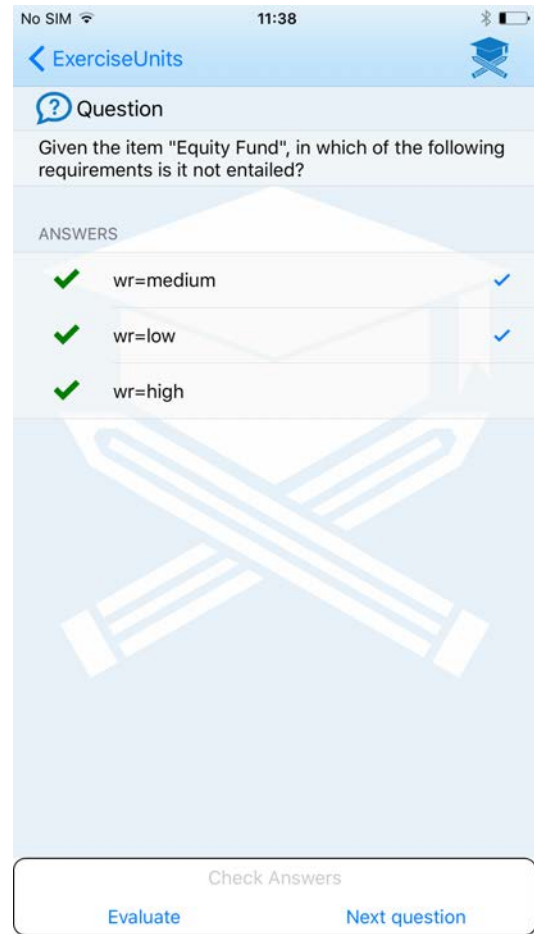 No SIM 11:38
ExerciseUnits
? Question
Given the item "Equity Fund", in which of the following
requirements is it not entailed?
ANSWERS
wr=medium
wr=low
wr=high
Check Answers
Evaluate Next question